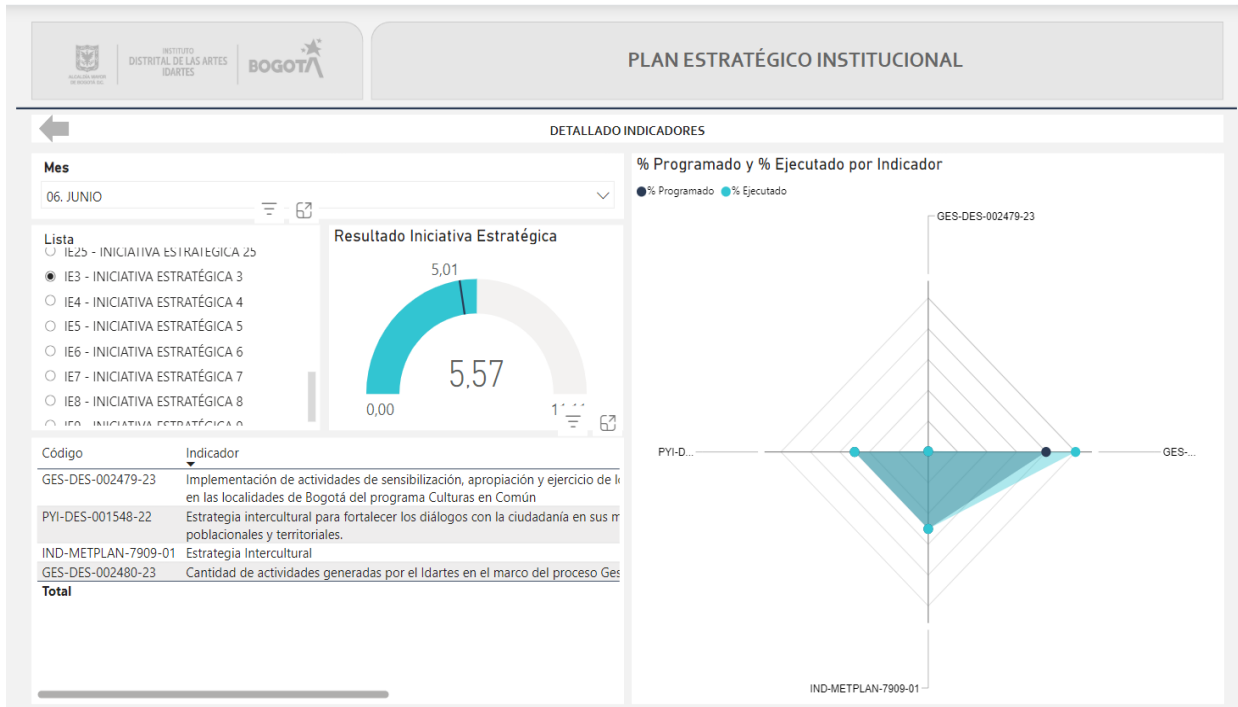 INSTITUTO
DISTRITAL DE LAS ARTES
IDARTES
BOGOTÁ
PLAN ESTRATÉGICO INSTITUCIONAL
DETALLADO INDICADORES
Mes
06. JUNIO
Lista
IE25 - INICIATIVA ESTRATÉGICA 25
IE3 - INICIATIVA ESTRATÉGICA 3
IE4 - INICIATIVA ESTRATÉGICA 4
IE5 - INICIATIVA ESTRATÉGICA 5
IE6 - INICIATIVA ESTRATÉGICA 6
IE7 - INICIATIVA ESTRATÉGICA 7
IE8 - INICIATIVA ESTRATÉGICA 8
IE9 - INICIATIVA ESTRATÉGICA 9
Resultado Iniciativa Estratégica
5,01
5,57
0,00
Código Indicador
GES-DES-002479-23 Implementación de actividades de sensibilización, apropiación y ejercicio de
en las localidades de Bogotá del programa Culturas en Común
PYI-DES-001548-22 Estrategia intercultural para fortalecer los diálogos con la ciudadanía en sus
poblacionales y territoriales.
IND-METPLAN-7909-01 Estrategia Intercultural
GES-DES-002480-23 Cantidad de actividades generadas por el Idartes en el marco del proceso Ges
Total
% Programado y % Ejecutado por Indicador
% Programado % Ejecutado
GES-DES-002479-23
PYI-D...
GES-...
IND-METPLAN-7909-01